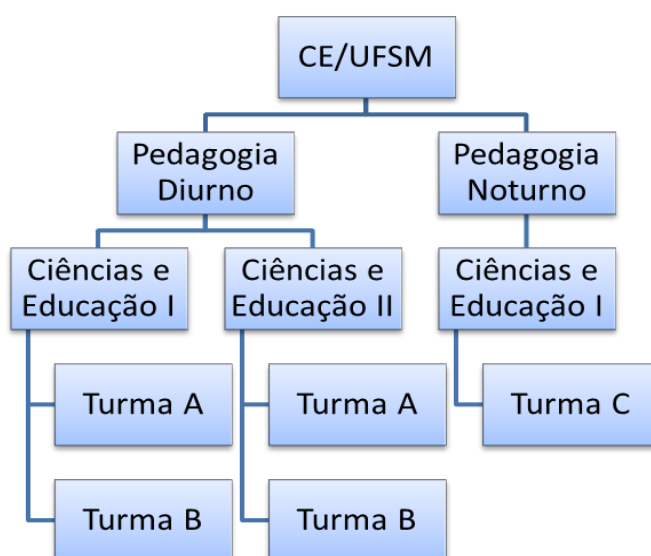 CE/UFSM
Pedagogia
Diurno
Pedagogia
Noturno
Ciências e
Educação I
Ciências e
Educação II
Ciências e
Educação I
Turma A
Turma A
Turma C
Turma B
Turma B